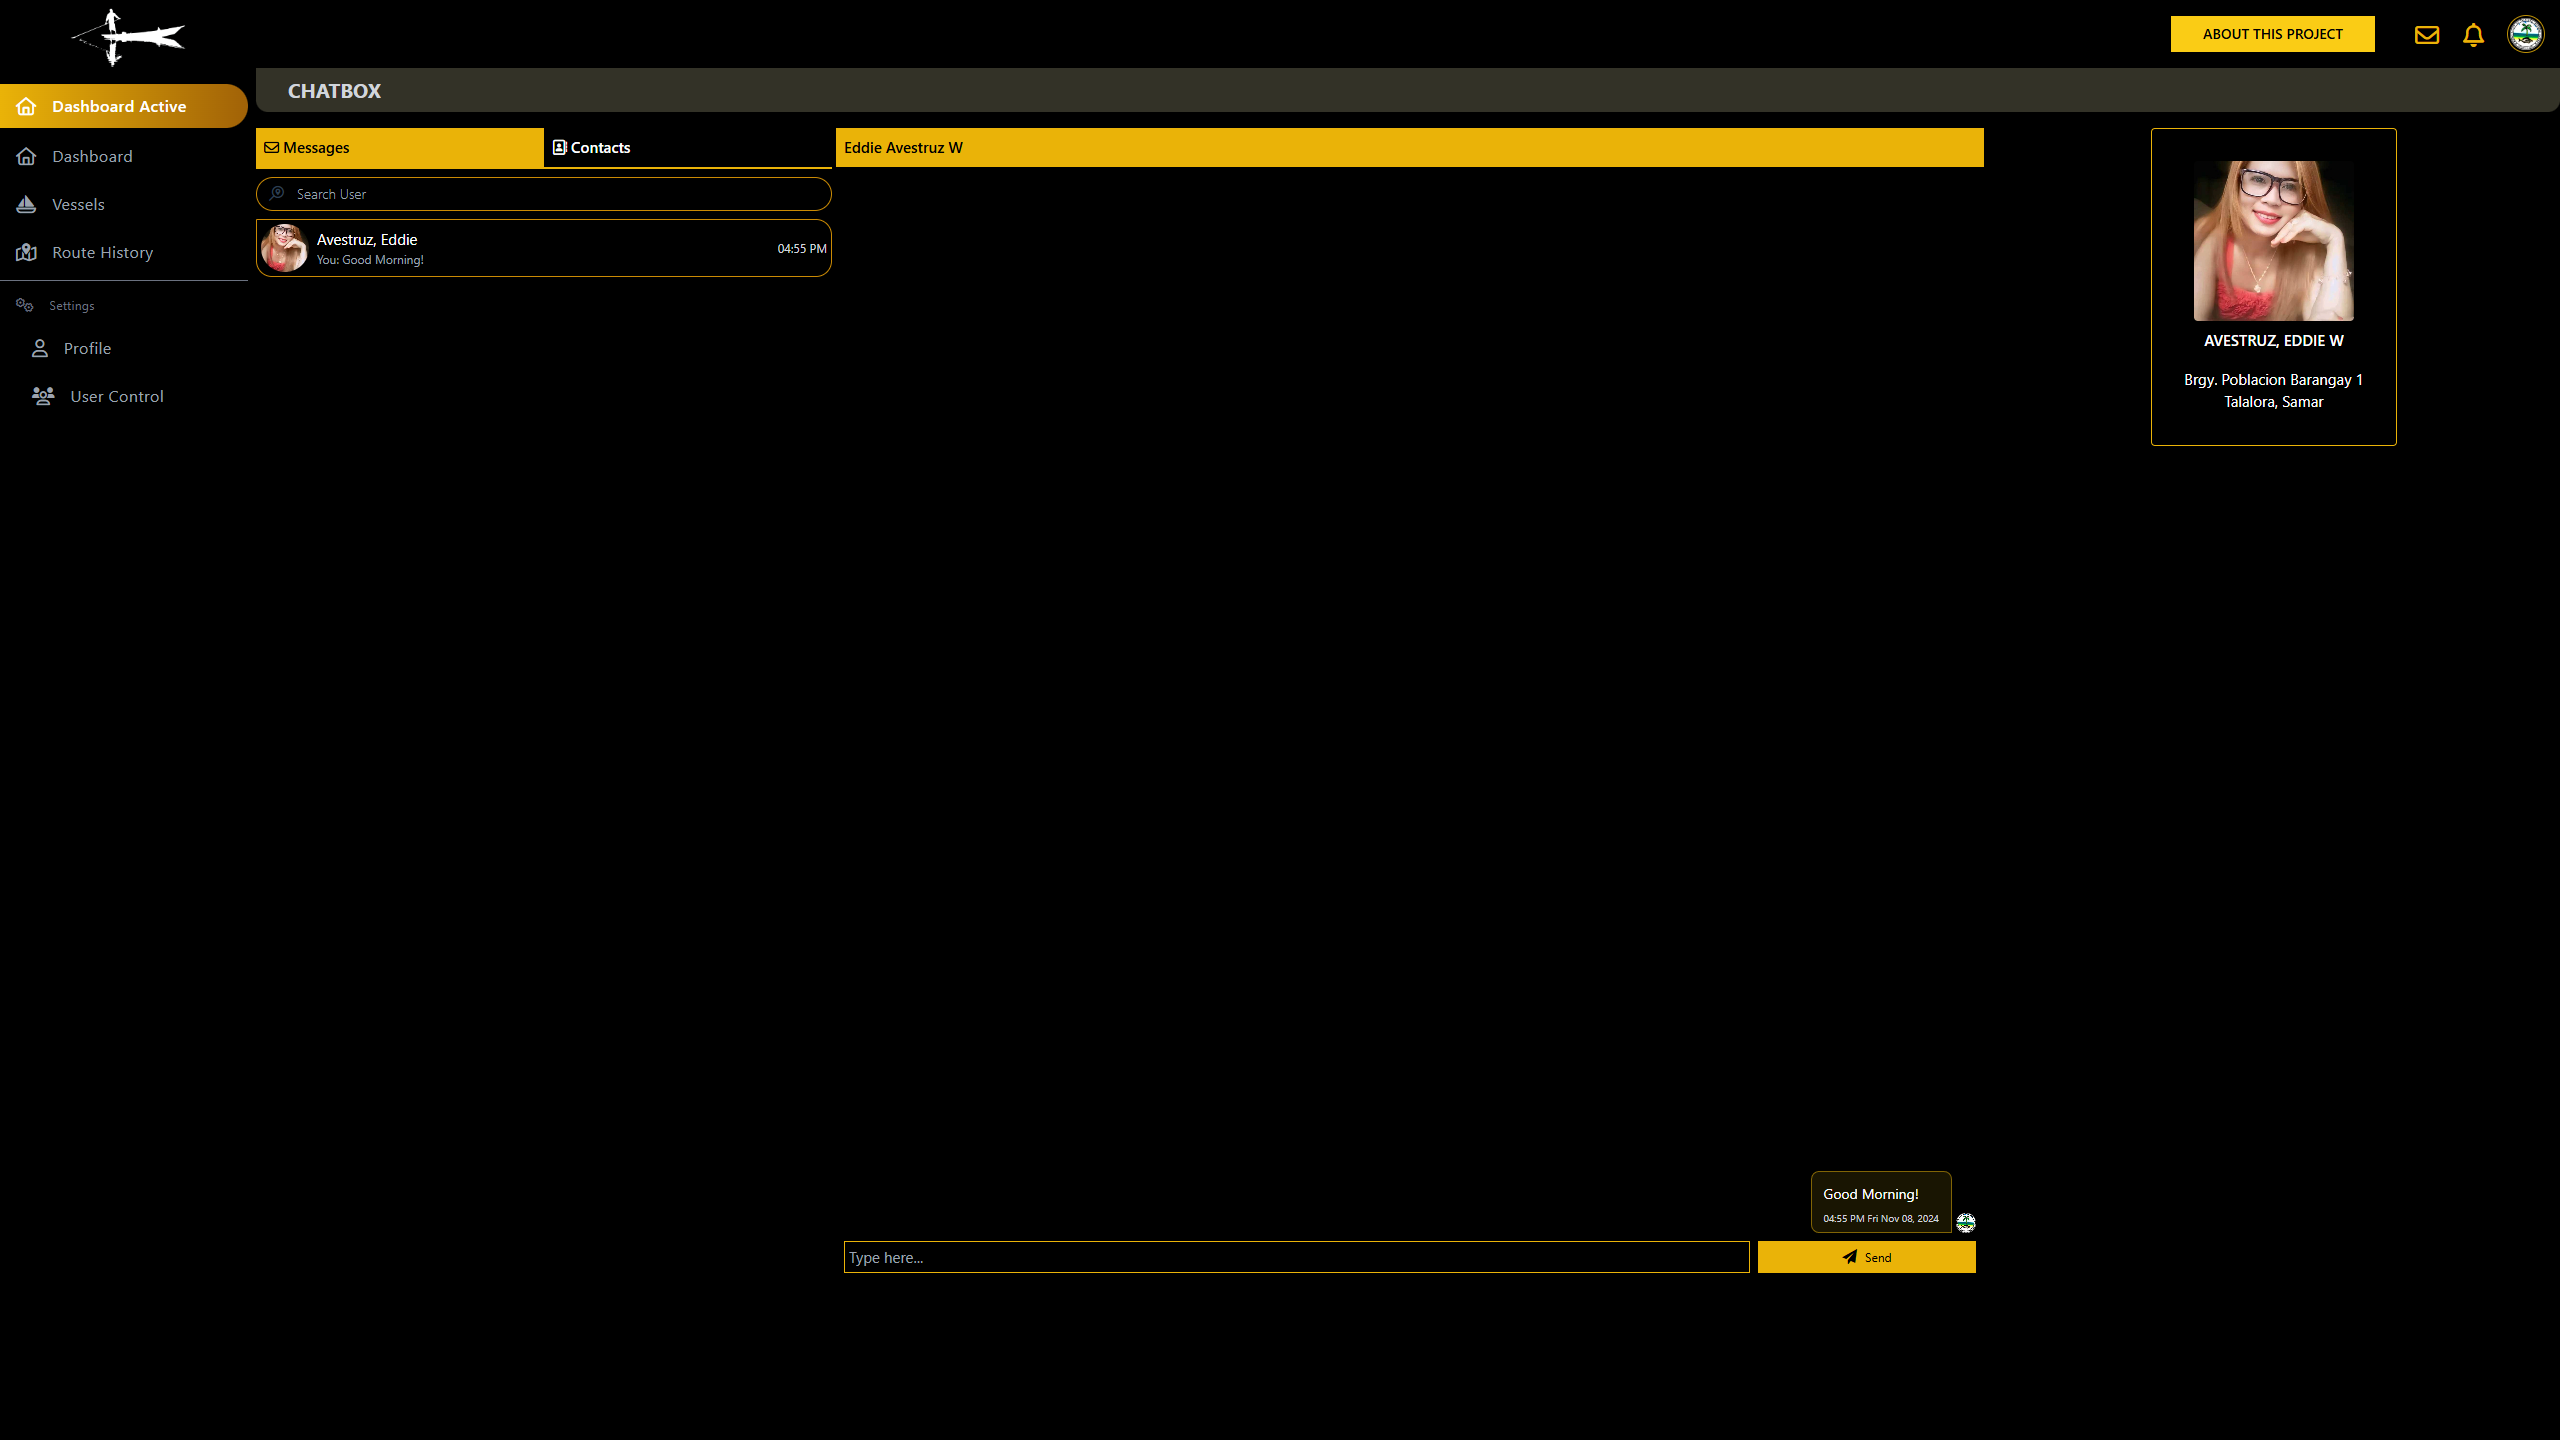 ABOUT THIS PROJECT
CHATBOX
Dashboard Active
Dashboard
Vessels
Route History
Settings
Profile
User Control
Messages
Contacts
Search User
Avestruz, Eddie
You: Good Morning!
04:55 PM
Eddie Avestruz W
Good Morning!
04:55 PM Fri Nov 08, 2024
Type here...
Send
AVESTRUZ, EDDIE W
Brgy. Poblacion Barangay 1
Talalora, Samar